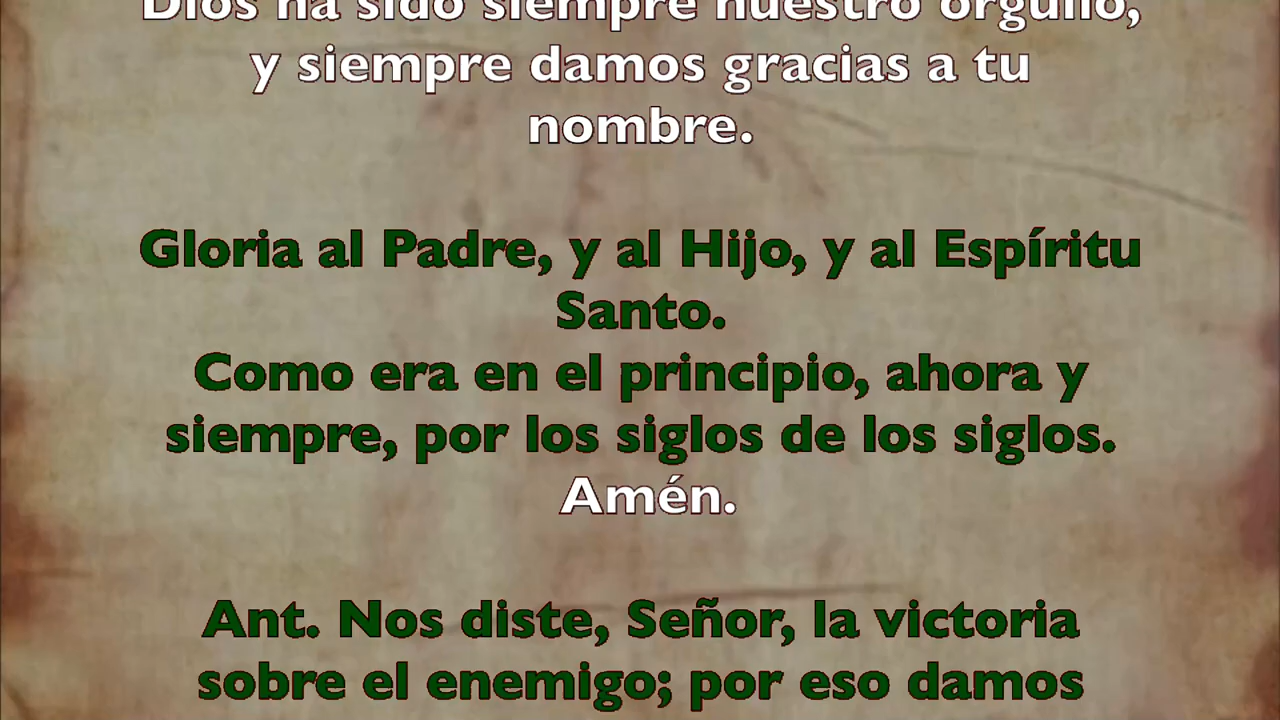 Dios ha sido siempre nuestro orgullo,
y siempre damos gracias a tu
nombre.
Gloria al Padre, y al Hijo, y al Espíritu
Santo.
Como era en el principio, ahora y
siempre, por los siglos de los siglos.
Amén.
Ant. Nos diste, Señor, la victoria
sobre el enemigo; por eso damos